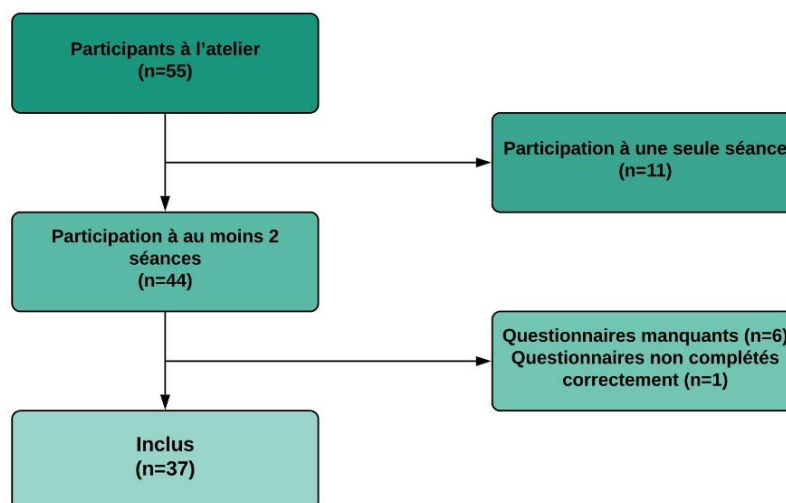 Participants à l'atelier
(n=55)
Participation à une seule séance
(n=11)
Participation à au moins 2
séances
(n=44)
Questionnaires manquants (n=6)
Questionnaires non complétés
correctement (n=1)
Inclus
(n=37)